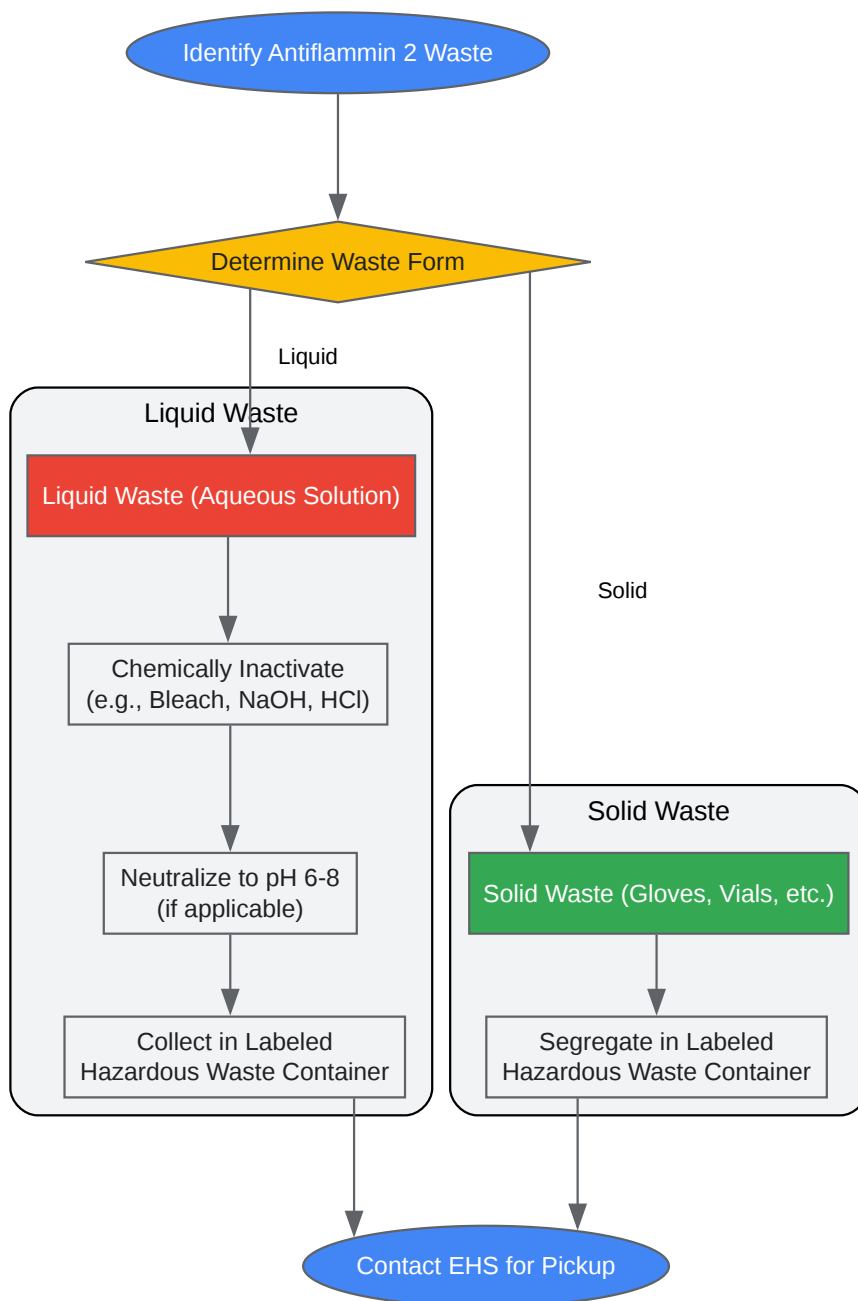 Identify Antiflammin 2 Waste
Determine Waste Form
Liquid
Liquid Waste
Liquid Waste (Aqueous Solution)
Chemically Inactivate
(e.g., Bleach, NaOH, HCl)
Neutralize to pH 6-8
(if applicable)
Collect in Labeled
Hazardous Waste Container
Solid
Solid Waste
Solid Waste (Gloves, Vials, etc.)
Segregate in Labeled
Hazardous Waste Container
Contact EHS for Pickup